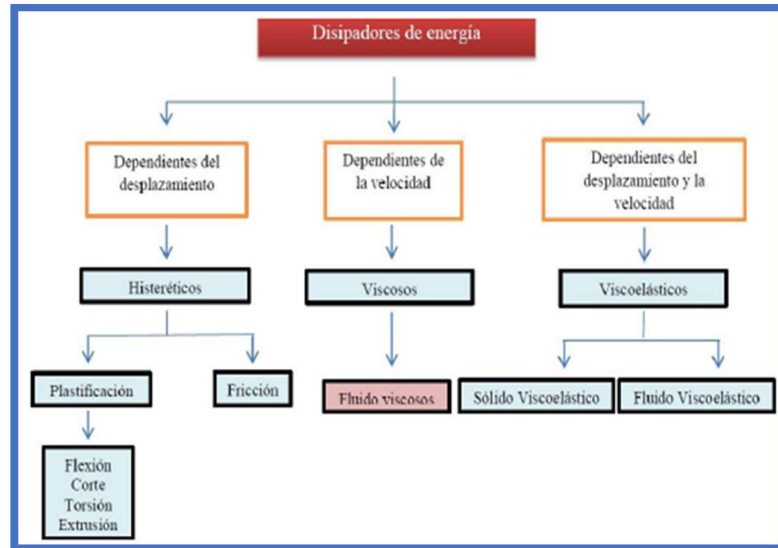 Disipadores de energía
Dependientes del
desplazamiento
Dependientes de
la velocidad
Dependientes del
desplazamiento y la
velocidad
Histeréticos
Viscosos
Viscoelásticos
Plastificación
Fricción
Fluido viscosos
Sólido Viscoelástico
Fluido Viscoelástico
Flexión
Corte
Torsión
Extrusión